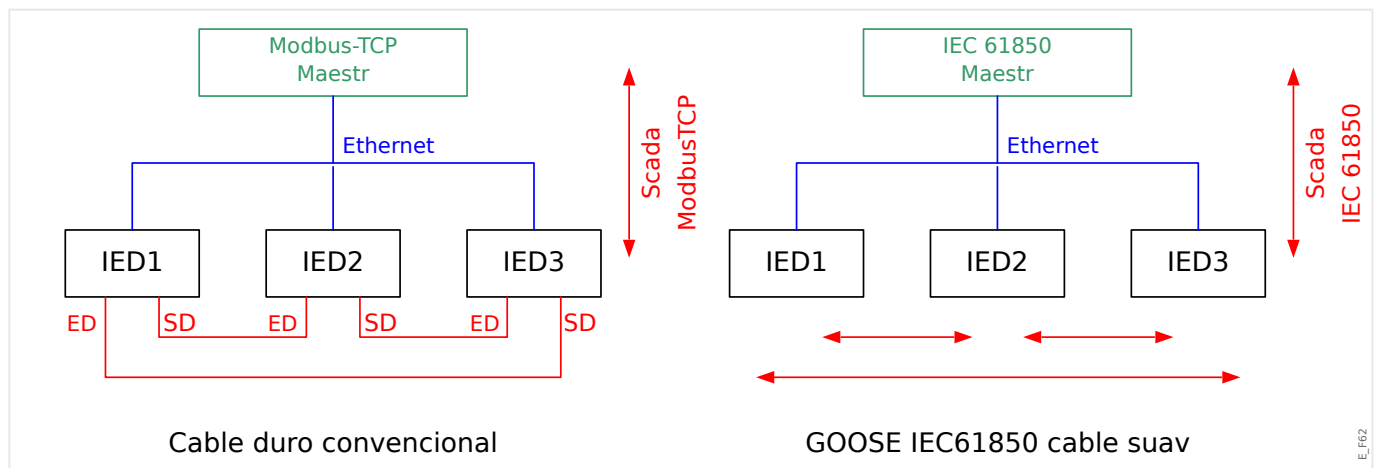 Modbus-TCP
Maestr
Ethernet
Scada
ModbusTCP
IED1
IED2
IED3
ED
SD
ED
SD
ED
SD
Cable duro convencional
IEC 61850
Maestr
Ethernet
Scada
IEC 61850
IED1
IED2
IED3
GOOSE IEC61850 cable suav
E_F62